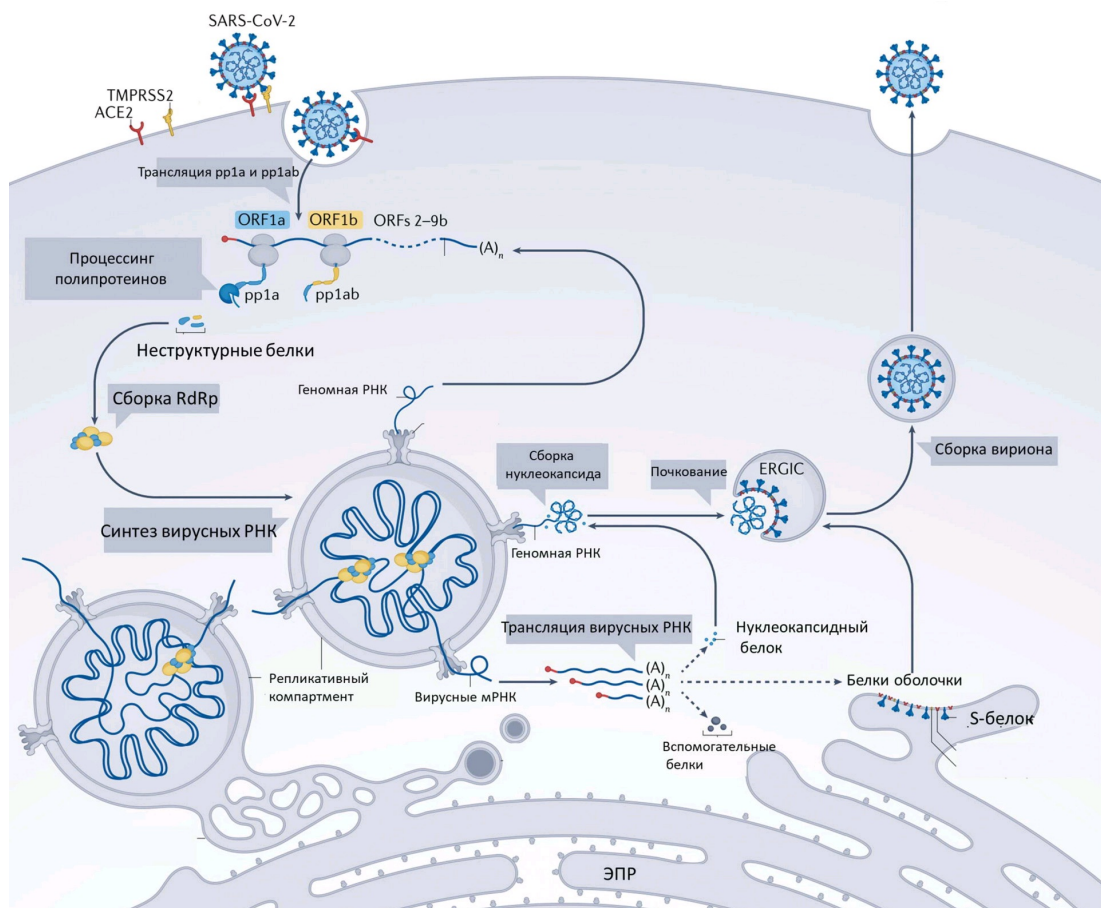 SARS-CoV-2
TMPRSS2
ACE2
Трансляция pp1a и pp1ab
ORF1a
ORF1b
ORFs 2–9b
(A)n
Процессинг
полипротеинов
pp1a
pp1ab
Неструктурные белки
Геномная РНК
Сборка RdRp
Сборка
нуклеокапсида
Почкование
ERGIC
Сборка вириона
Синтез вирусных РНК
Геномная РНК
Трансляция вирусных РНК
Нуклеокапсидный
белок
Репликативный
компартмент
Вирусные мРНК
(A)n
(A)n
(A)n
Белки оболочки
S-белок
Вспомогательные
белки
ЭПР